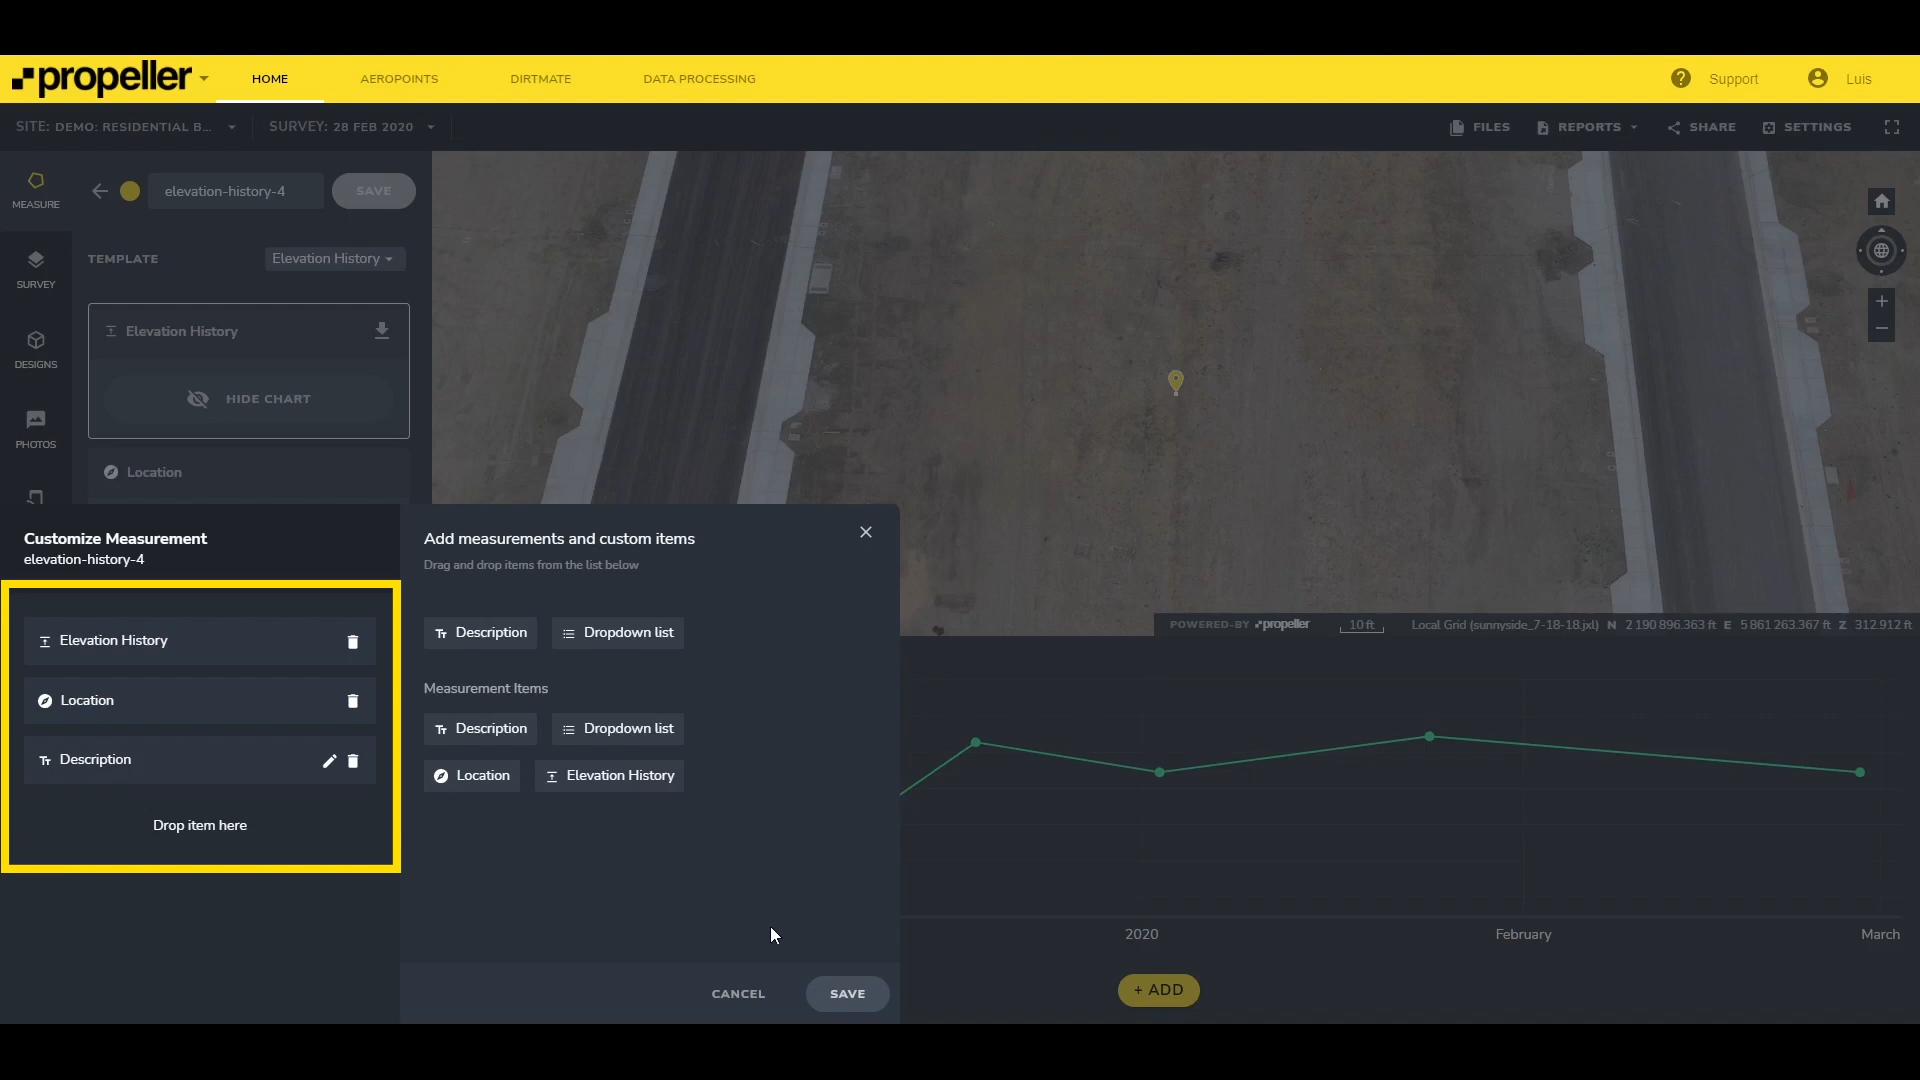 propeller HOME AEROPOINTS DIRTMATE DATA PROCESSING ? Support Luis
SITE: DEMO: RESIDENTIAL B... SURVEY: 28 FEB 2020 FILES REPORTS SHARE SETTINGS
MEASURE
elevation-history-4 SAVE
SURVEY
TEMPLATE Elevation History
DESIGNS
Elevation History
HIDE CHART
PHOTOS
Location
Customize Measurement
elevation-history-4
Elevation History
Location
Tr Description
Drop item here
Add measurements and custom items
Drag and drop items from the list below
Tr Description Dropdown list
Measurement Items
Tr Description Dropdown list
Location Elevation History
CANCEL SAVE
POWERED-BY propeller 10 ft Local Grid (sunnyside_7-18-18.jxl) N 2 190 896.363 ft E 5 861 263.367 ft Z 312.912 ft
2020 February March
+ ADD